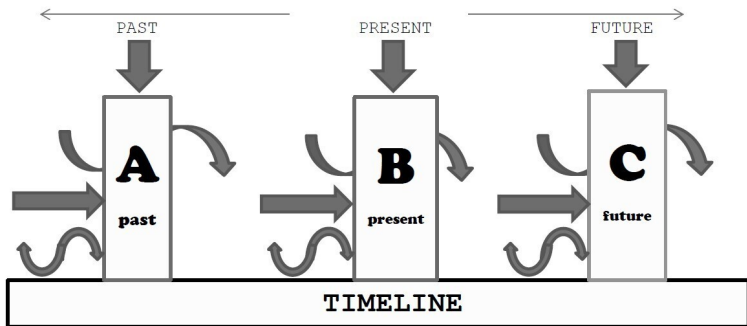 PAST PRESENT FUTURE
A B C
past present future
TIMELINE